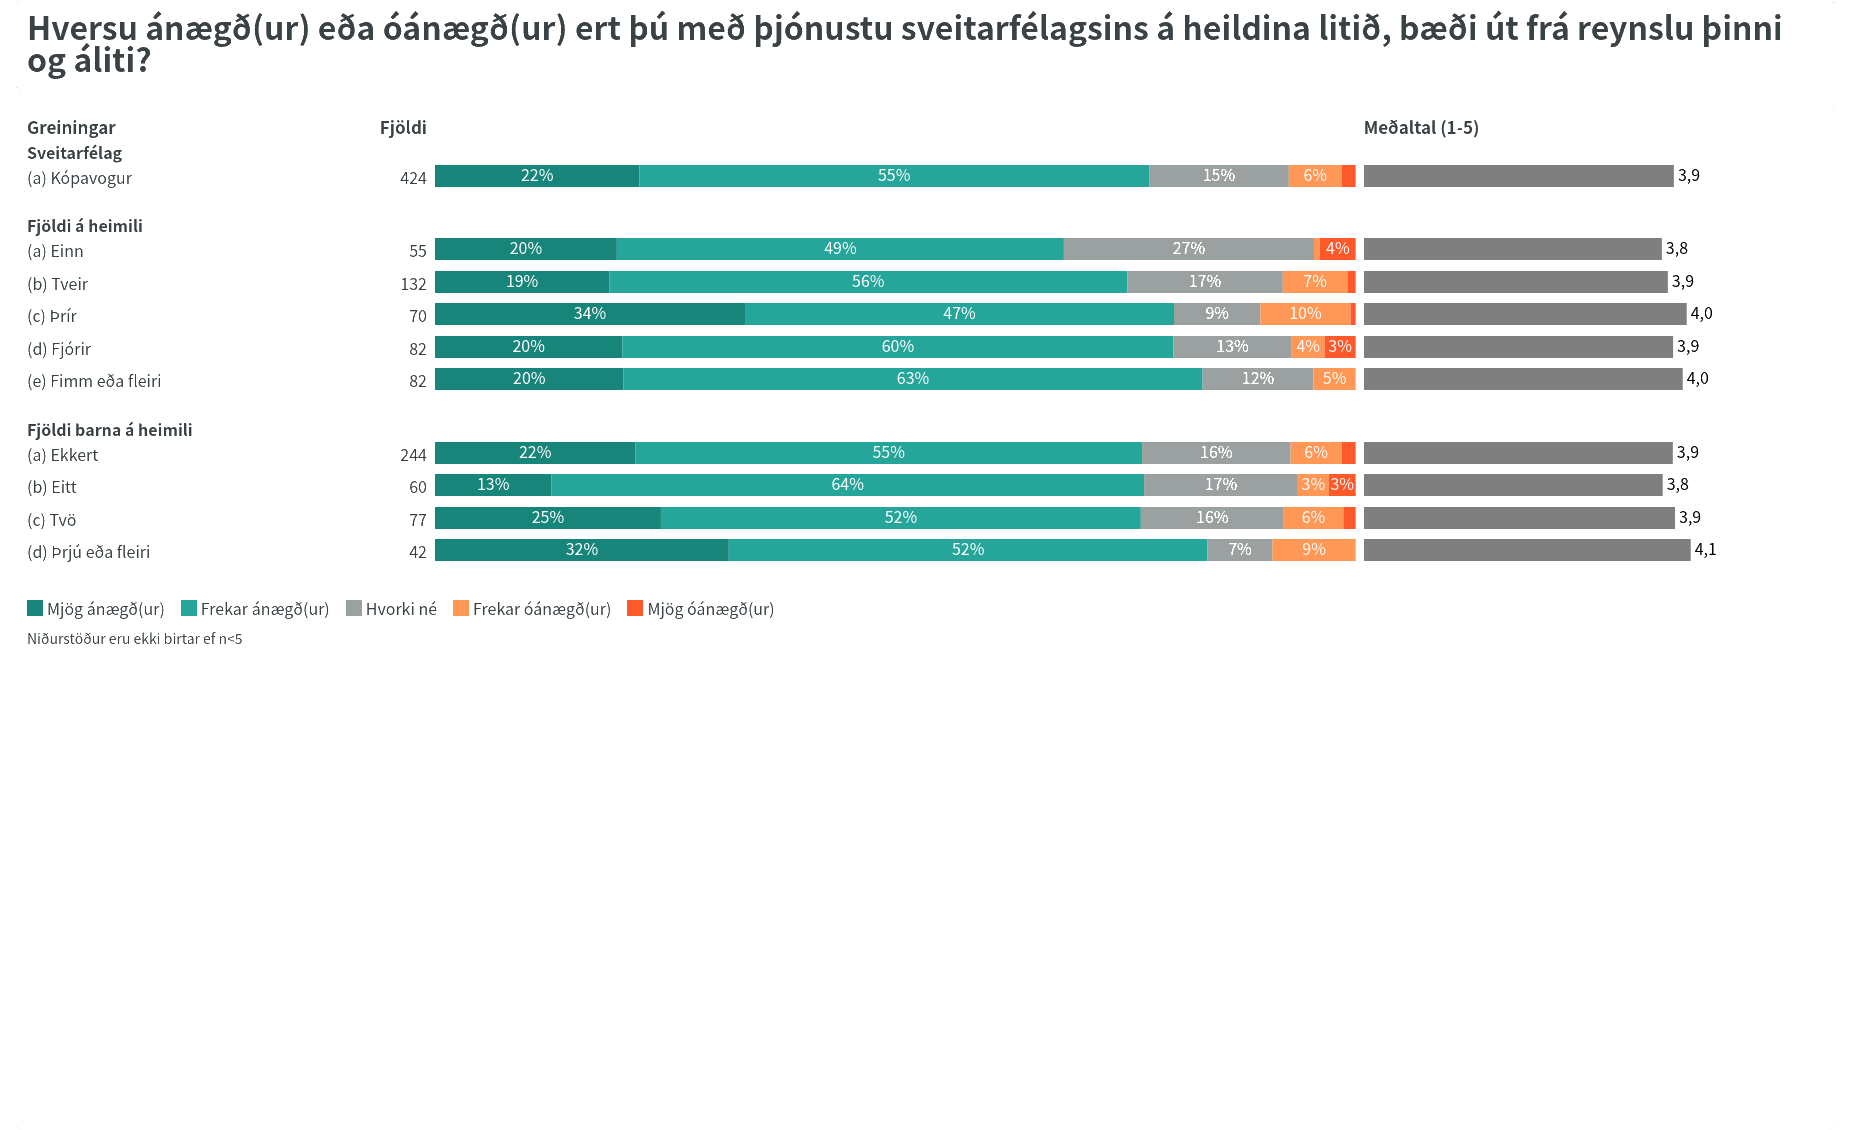 Hversu ánægð(ur) eða óánægð(ur) ert þú með þjónustu sveitarfélagsins á heildina litið, bæði út frá reynslu þinni
og áliti?
Greiningar Fjöldi Meðaltal (1-5)
Sveitarfélag
(a) Kópavogur 424 22% 55% 15% 6% 3,9
Fjöldi á heimili
(a) Einn 55 20% 49% 27% 4% 3,8
(b) Tveir 132 19% 56% 17% 7% 3,9
(c) Þrír 70 34% 47% 9% 10% 4,0
(d) Fjórir 82 20% 60% 13% 4% 3% 3,9
(e) Fimm eða fleiri 82 20% 63% 12% 5% 4,0
Fjöldi barna á heimili
(a) Ekkert 244 22% 55% 16% 6% 3,9
(b) Eitt 60 13% 64% 17% 3% 3% 3,8
(c) Tvö 77 25% 52% 16% 6% 3,9
(d) Þrjú eða fleiri 42 32% 52% 7% 9% 4,1
Mjög ánægð(ur) Frekar ánægð(ur) Hvorki né Frekar óánægð(ur) Mjög óánægð(ur)
Niðurstöður eru ekki birtar ef n<5